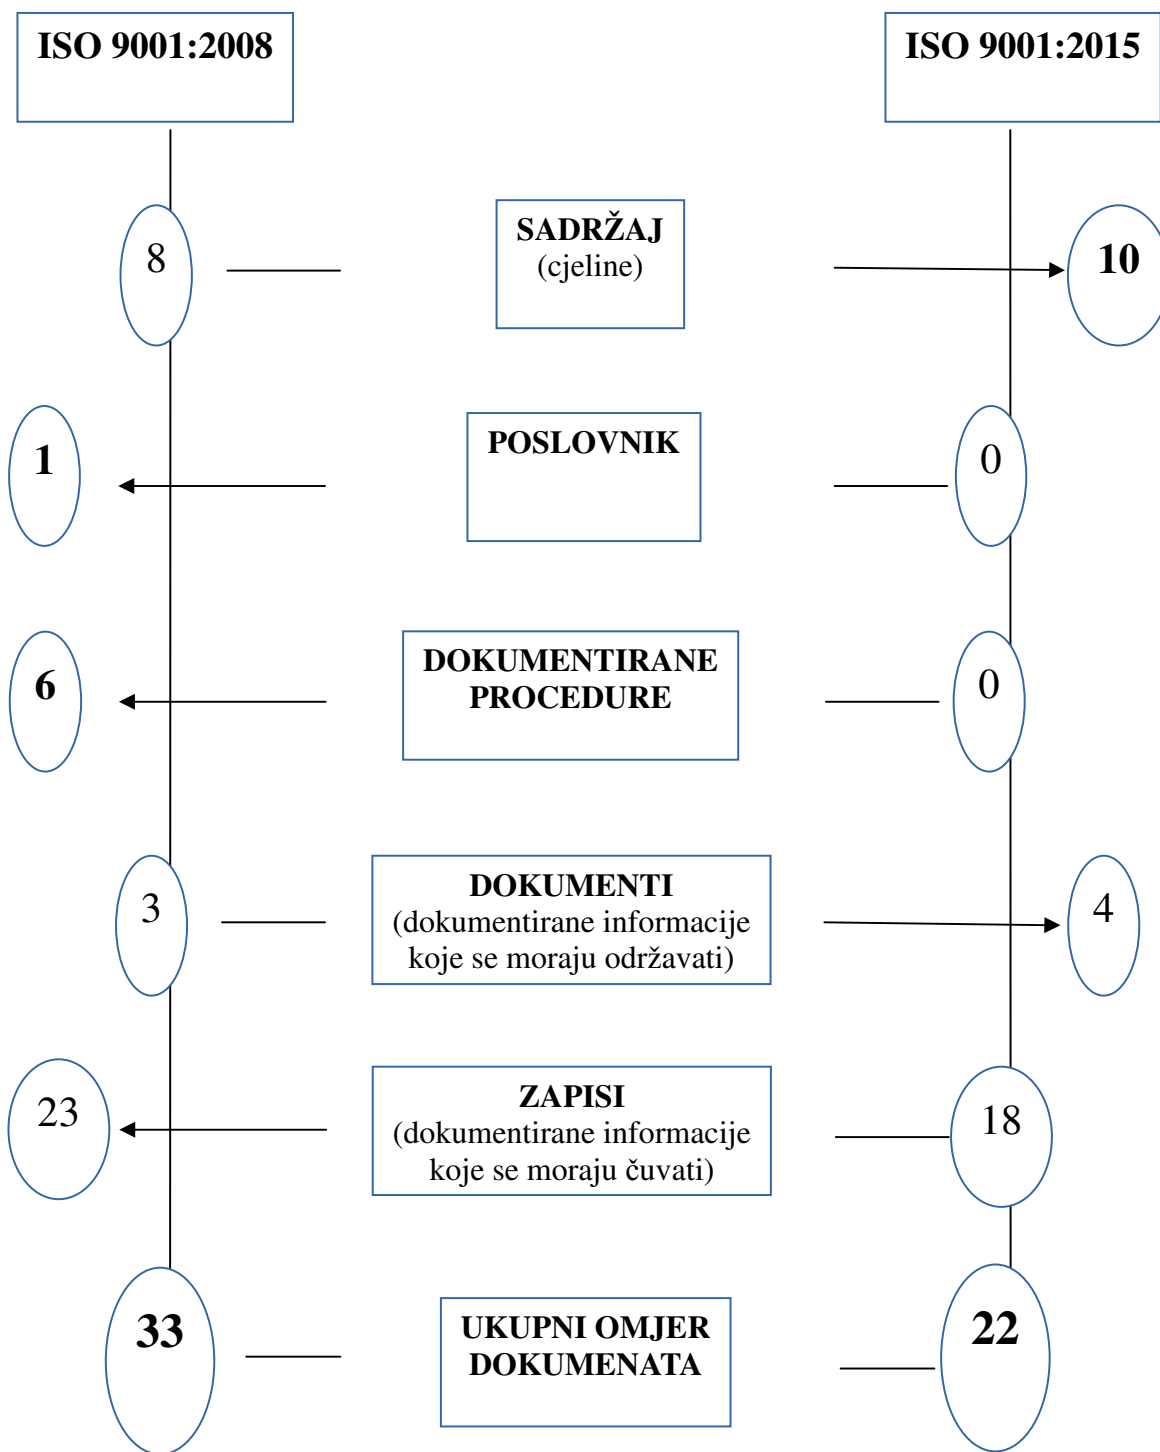 ISO 9001:2008
ISO 9001:2015
8
SADRŽAJ
(cjeline)
10
1
POSLOVNIK
0
6
DOKUMENTIRANE
PROCEDURE
0
3
DOKUMENTI
(dokumentirane informacije
koje se moraju održavati)
4
23
ZAPISI
(dokumentirane informacije
koje se moraju čuvati)
18
33
UKUPNI OMJER
DOKUMENATA
22